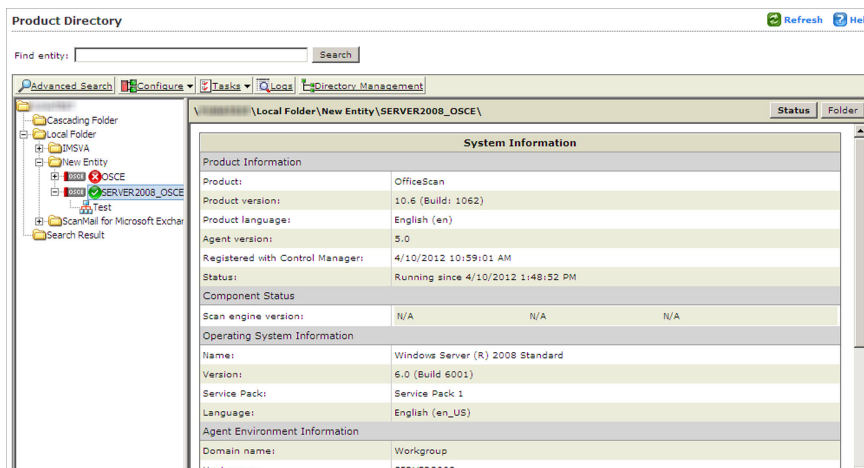 Product Directory
Refresh
Find entity:
Search
Advanced Search Configure Tasks Logs Directory Management
Cascading Folder
Local Folder
IMSVA
New Entity
OSCE OSCE
OSCE SERVER2008_OSCE
Test
ScanMail for Microsoft Exchan
Search Result
\ \Local Folder\New Entity\SERVER2008_OSCE\
Status Folder
System Information
Product Information
Product: OfficeScan
Product version: 10.6 (Build: 1062)
Product language: English (en)
Agent version: 5.0
Registered with Control Manager: 4/10/2012 10:59:01 AM
Status: Running since 4/10/2012 1:48:52 PM
Component Status
Scan engine version: N/A N/A N/A
Operating System Information
Name: Windows Server (R) 2008 Standard
Version: 6.0 (Build 6001)
Service Pack: Service Pack 1
Language: English (en_US)
Agent Environment Information
Domain name: Workgroup